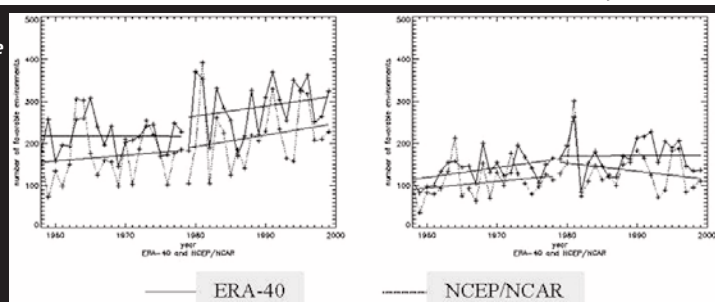 e
500
400
300
200
100
0
number of favorable environments
1960 1970 1980 1990 2000
year
ERA-40 and NCEP/NCAR
500
400
300
200
100
0
number of favorable environments
1960 1970 1980 1990 2000
year
ERA-40 and NCEP/NCAR
ERA-40 NCEP/NCAR